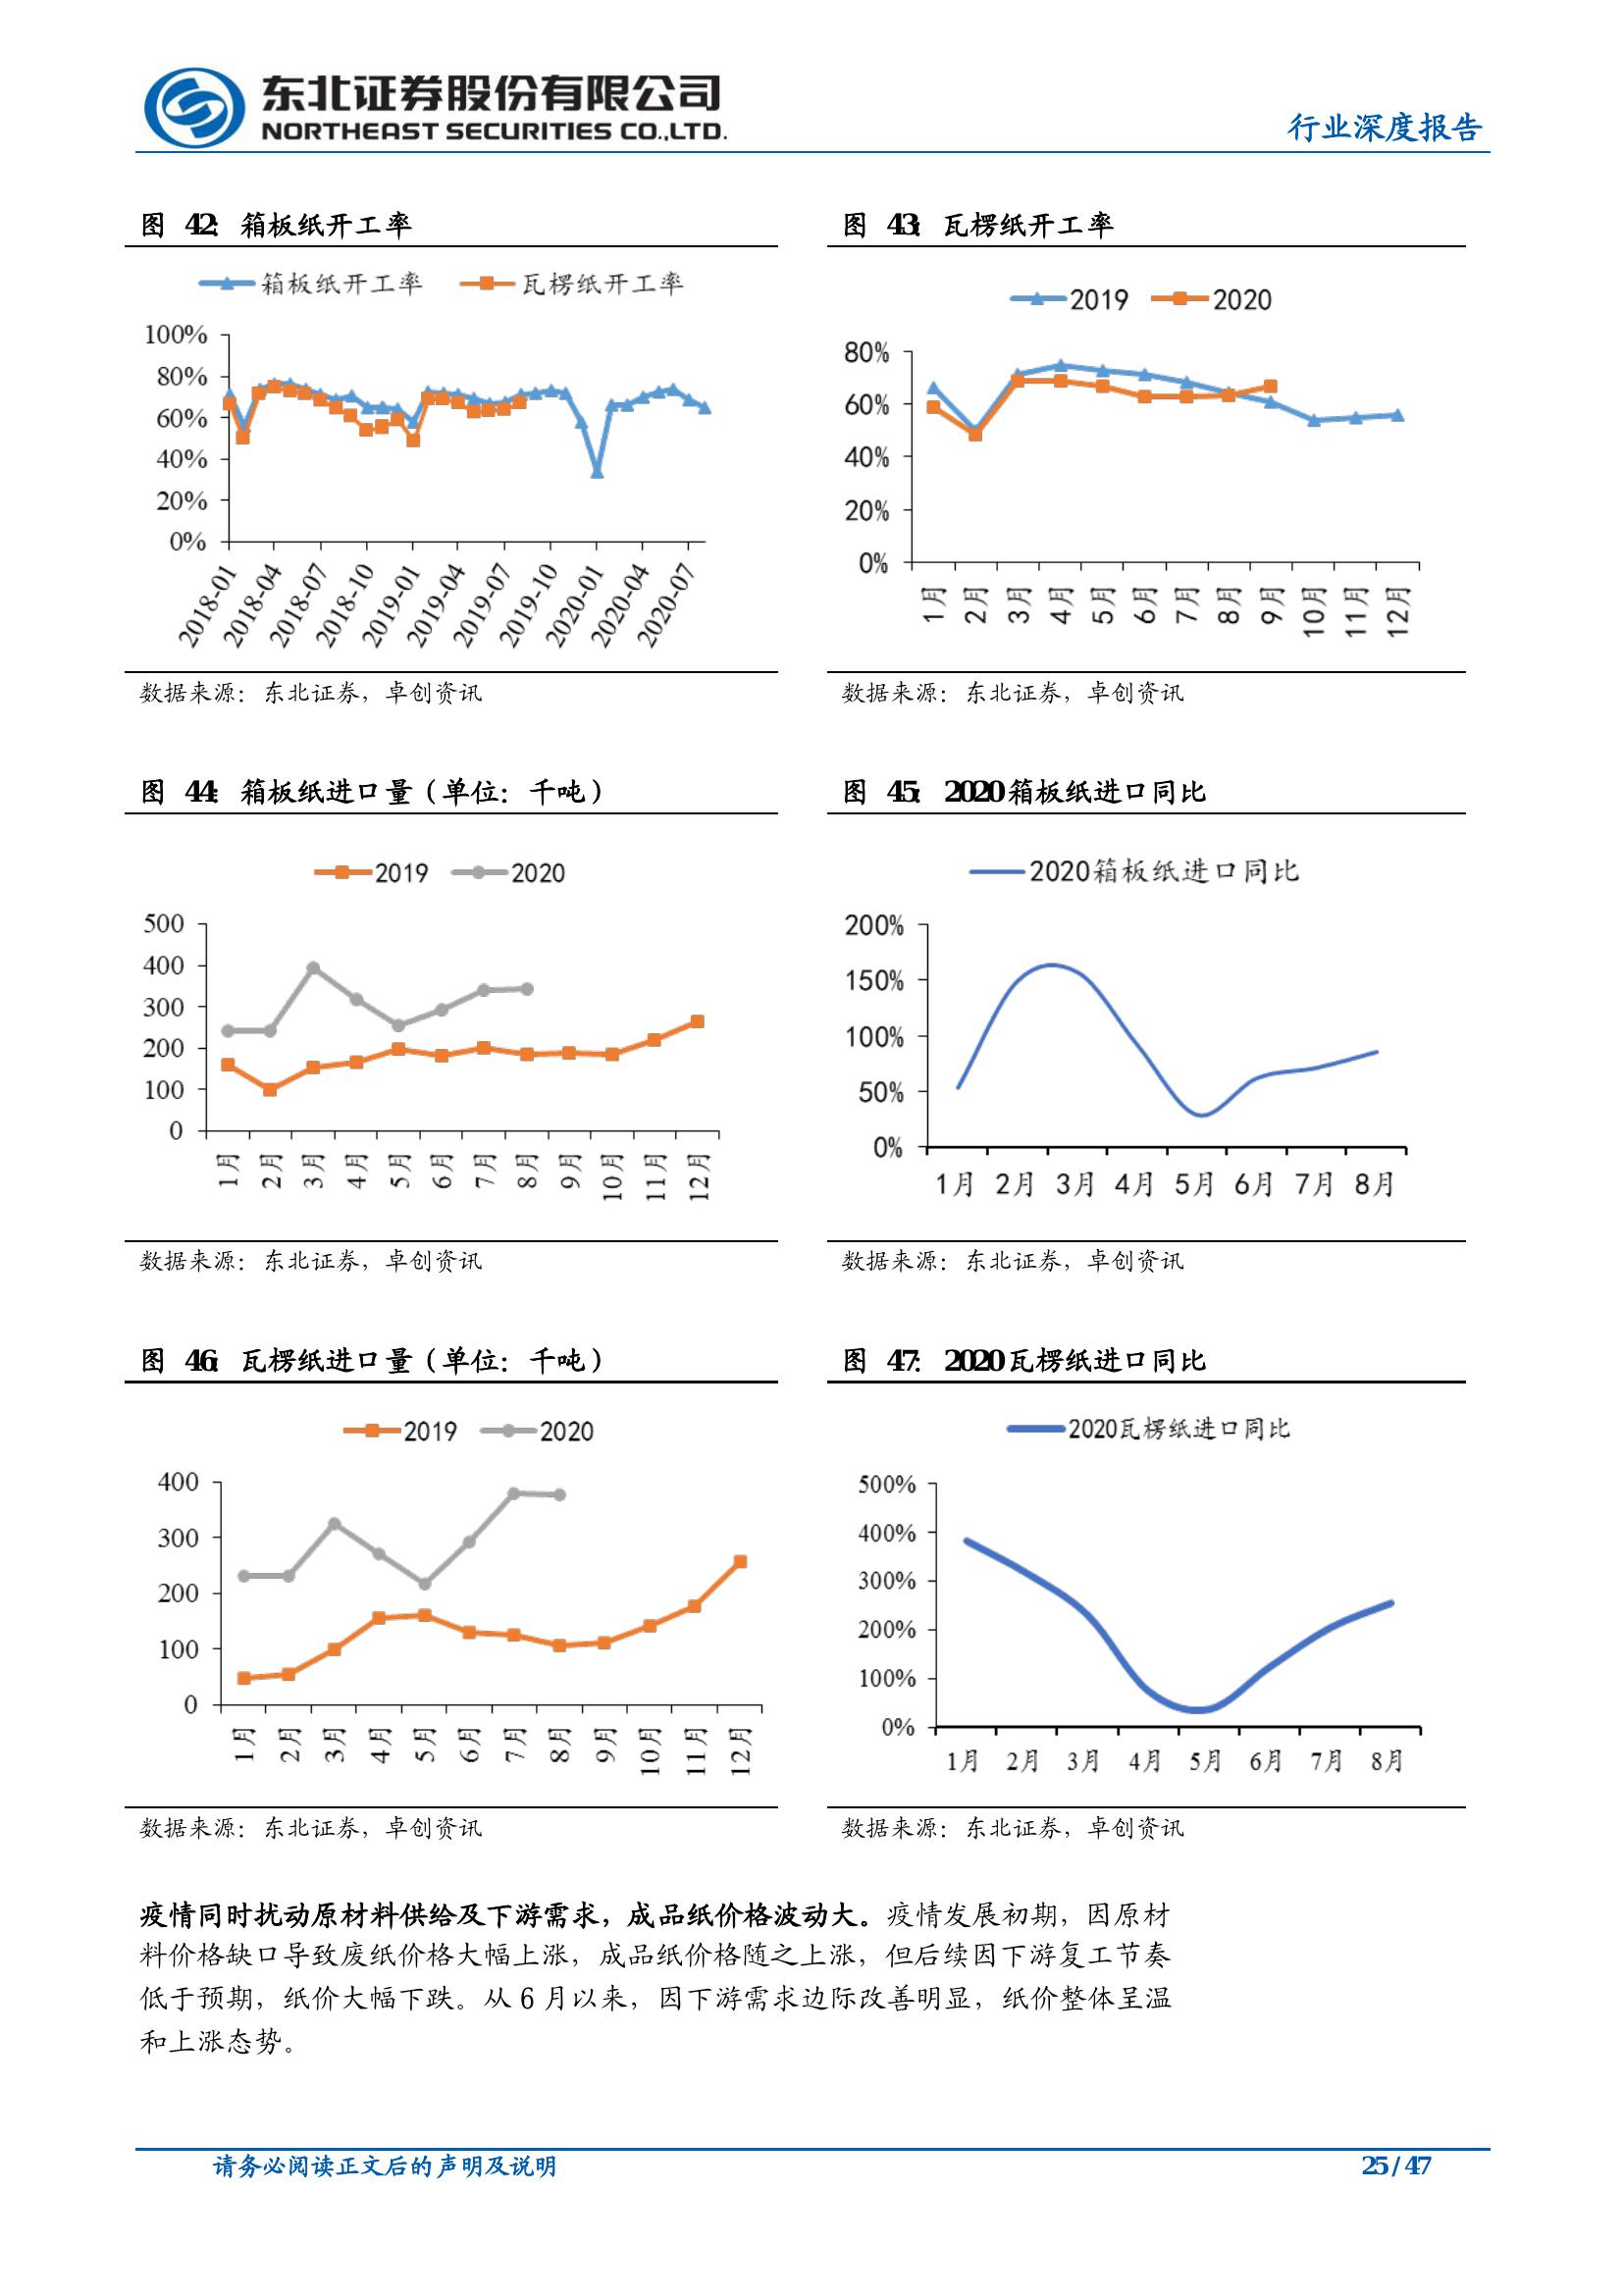 东北证券股份有限公司
NORTHEAST SECURITIES CO.,LTD.
行业深度报告
图 42: 箱板纸开工率
箱板纸开工率 瓦楞纸开工率
100%
80%
60%
40%
20%
0%
2018-01 2018-04 2018-07 2018-10 2019-01 2019-04 2019-07 2019-10 2020-01 2020-04 2020-07
数据来源：东北证券，卓创资讯
图 43: 瓦楞纸开工率
2019 2020
80%
60%
40%
20%
0%
1月 2月 3月 4月 5月 6月 7月 8月 9月 10月 11月 12月
数据来源：东北证券，卓创资讯
图 44: 箱板纸进口量（单位：千吨）
2019 2020
500
400
300
200
100
0
1月 2月 3月 4月 5月 6月 7月 8月 9月 10月 11月 12月
数据来源：东北证券，卓创资讯
图 45: 2020箱板纸进口同比
2020箱板纸进口同比
200%
150%
100%
50%
0%
1月 2月 3月 4月 5月 6月 7月 8月
数据来源：东北证券，卓创资讯
图 46: 瓦楞纸进口量（单位：千吨）
2019 2020
400
300
200
100
0
1月 2月 3月 4月 5月 6月 7月 8月 9月 10月 11月 12月
数据来源：东北证券，卓创资讯
图 47: 2020瓦楞纸进口同比
2020瓦楞纸进口同比
500%
400%
300%
200%
100%
0%
1月 2月 3月 4月 5月 6月 7月 8月
数据来源：东北证券，卓创资讯
疫情同时扰动原材料供给及下游需求，成品纸价格波动大。疫情发展初期，因原材
料价格缺口导致废纸价格大幅上涨，成品纸价格随之上涨，但后续因下游复工节奏
低于预期，纸价大幅下跌。从 6 月以来，因下游需求边际改善明显，纸价整体呈温
和上涨态势。
请务必阅读正文后的声明及说明
25 / 47